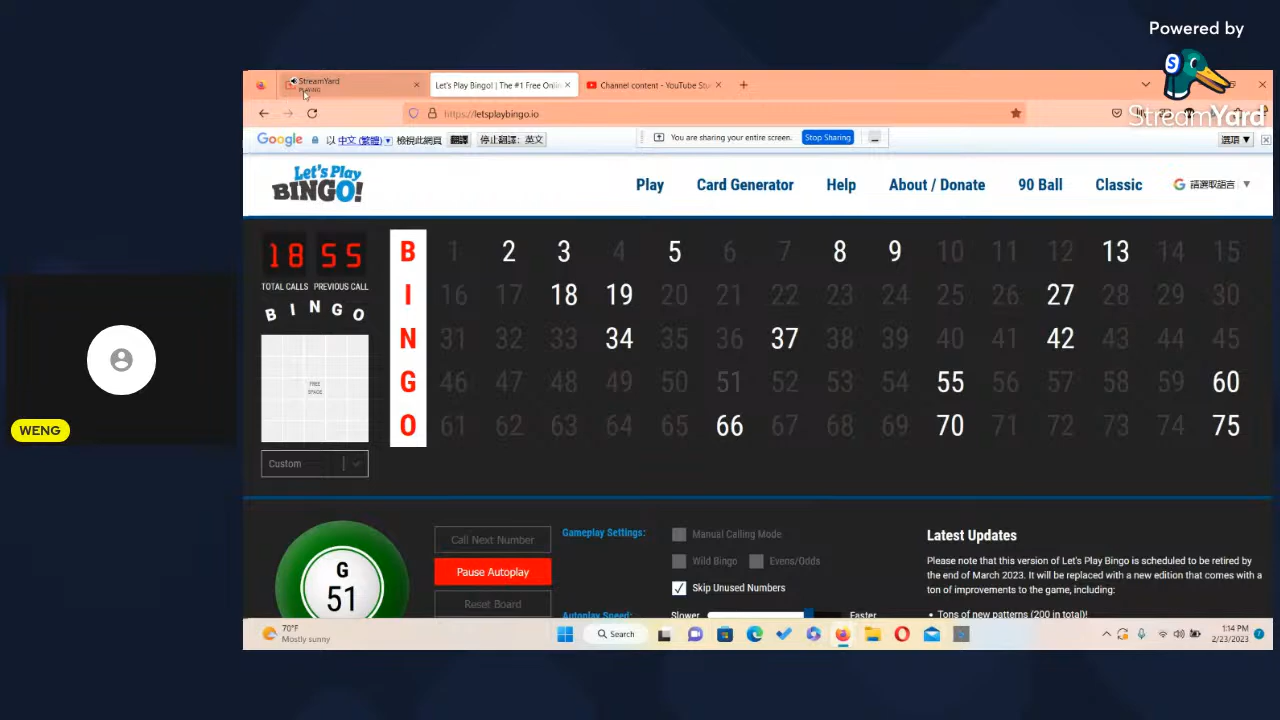 Powered by
StreamYard
StreamYard
PLAYING
Let's Play Bingo! | The #1 Free Onlin
Channel content - YouTube Stu
https://letsplaybingo.io
Google 以 中文 (繁體) 檢視此網頁 翻譯 停止翻譯: 英文
You are sharing your entire screen. Stop Sharing
選項
Let's Play
BINGO!
Play Card Generator Help About / Donate 90 Ball Classic
請選取語言
18 55
TOTAL CALLS PREVIOUS CALL
B I N G O
FREE
SPACE
Custom
B 1 2 3 4 5 6 7 8 9 10 11 12 13 14 15
I 16 17 18 19 20 21 22 23 24 25 26 27 28 29 30
N 31 32 33 34 35 36 37 38 39 40 41 42 43 44 45
G 46 47 48 49 50 51 52 53 54 55 56 57 58 59 60
O 61 62 63 64 65 66 67 68 69 70 71 72 73 74 75
WENG
G
51
Call Next Number
Pause Autoplay
Reset Board
Gameplay Settings:
Manual Calling Mode
Wild Bingo Evens/Odds
Skip Unused Numbers
Autoplay Speed:
Slower Faster
Latest Updates
Please note that this version of Let's Play Bingo is scheduled to be retired by
the end of March 2023. It will be replaced with a new edition that comes with a
ton of improvements to the game, including:
• Tons of new patterns (200 in total)!
70°F
Mostly sunny
Search
1:14 PM
2/23/2023